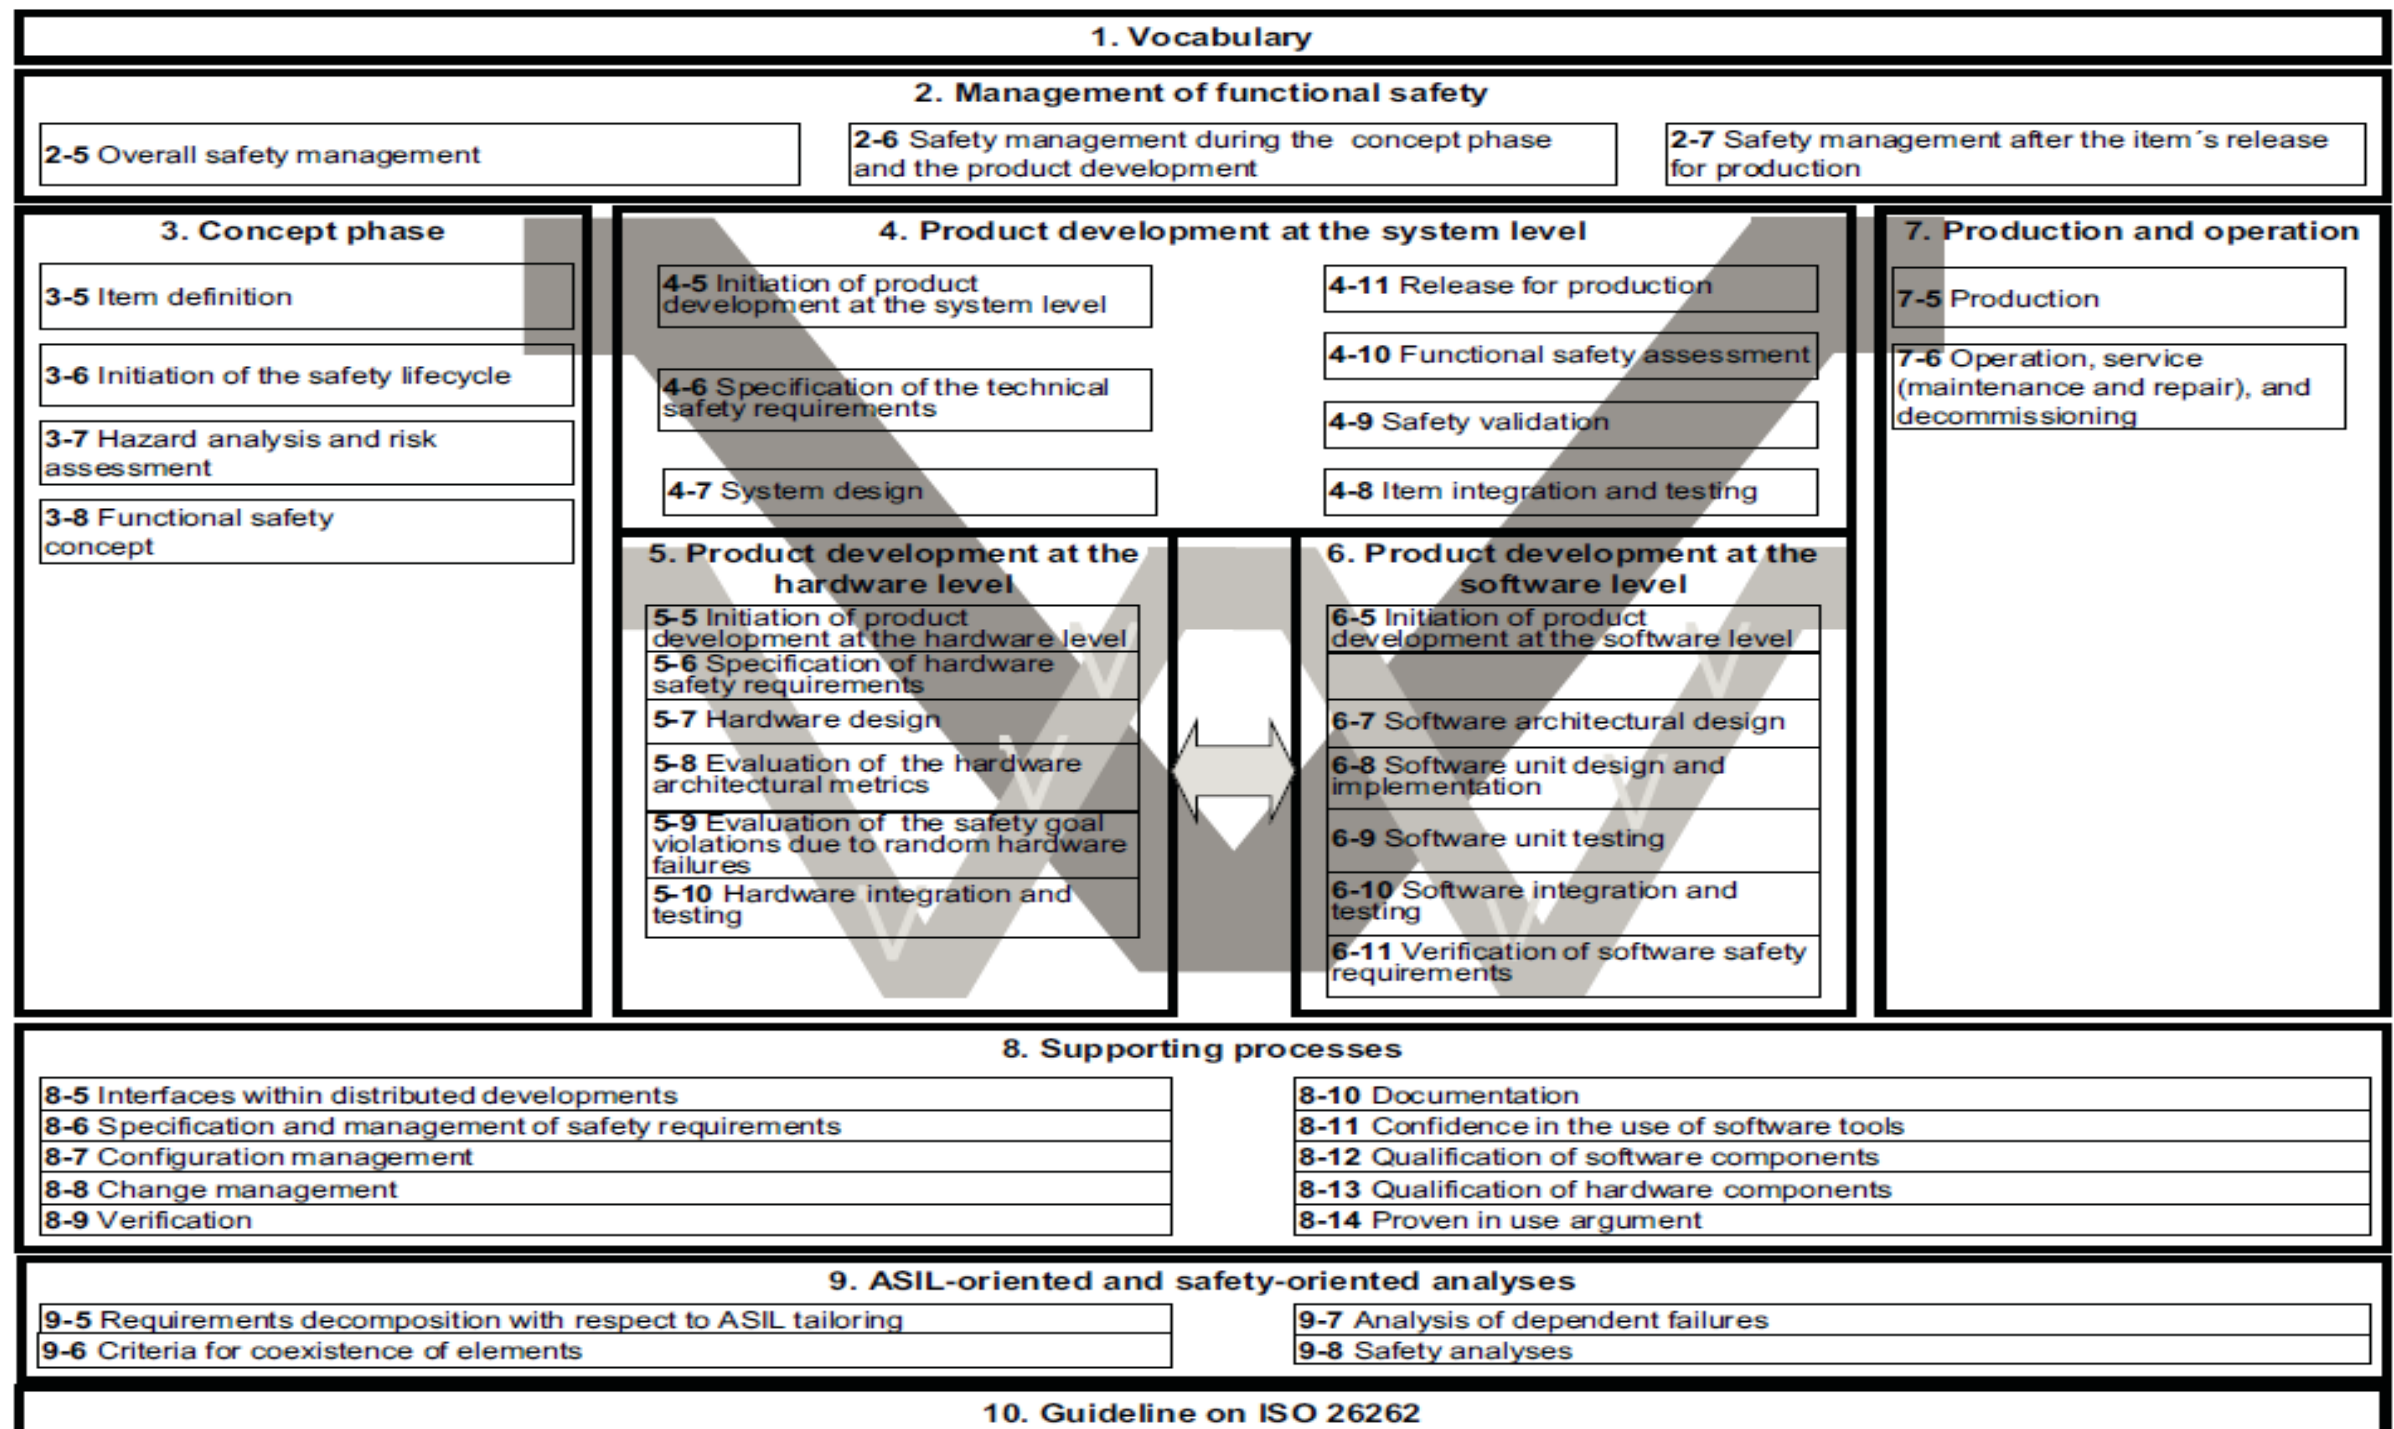 1. Vocabulary
2. Management of functional safety
2-5 Overall safety management
2-6 Safety management during the concept phase
and the product development
2-7 Safety management after the item´s release
for production
3. Concept phase
3-5 Item definition
3-6 Initiation of the safety lifecycle
3-7 Hazard analysis and risk
assessment
3-8 Functional safety
concept
4. Product development at the system level
4-5 Initiation of product
development at the system level
4-6 Specification of the technical
safety requirements
4-7 System design
4-11 Release for production
4-10 Functional safety assessment
4-9 Safety validation
4-8 Item integration and testing
5. Product development at the
hardware level
5-5 Initiation of product
development at the hardware level
5-6 Specification of hardware
safety requirements
5-7 Hardware design
5-8 Evaluation of the hardware
architectural metrics
5-9 Evaluation of the safety goal
violations due to random hardware
failures
5-10 Hardware integration and
testing
V
V
V
6. Product development at the
software level
6-5 Initiation of product
development at the software level
6-7 Software architectural design
6-8 Software unit design and
implementation
6-9 Software unit testing
6-10 Software integration and
testing
6-11 Verification of software safety
requirements
V
V
V
7. Production and operation
7-5 Production
7-6 Operation, service
(maintenance and repair), and
decommissioning
8. Supporting processes
8-5 Interfaces within distributed developments
8-6 Specification and management of safety requirements
8-7 Configuration management
8-8 Change management
8-9 Verification
8-10 Documentation
8-11 Confidence in the use of software tools
8-12 Qualification of software components
8-13 Qualification of hardware components
8-14 Proven in use argument
9. ASIL-oriented and safety-oriented analyses
9-5 Requirements decomposition with respect to ASIL tailoring
9-6 Criteria for coexistence of elements
9-7 Analysis of dependent failures
9-8 Safety analyses
10. Guideline on ISO 26262